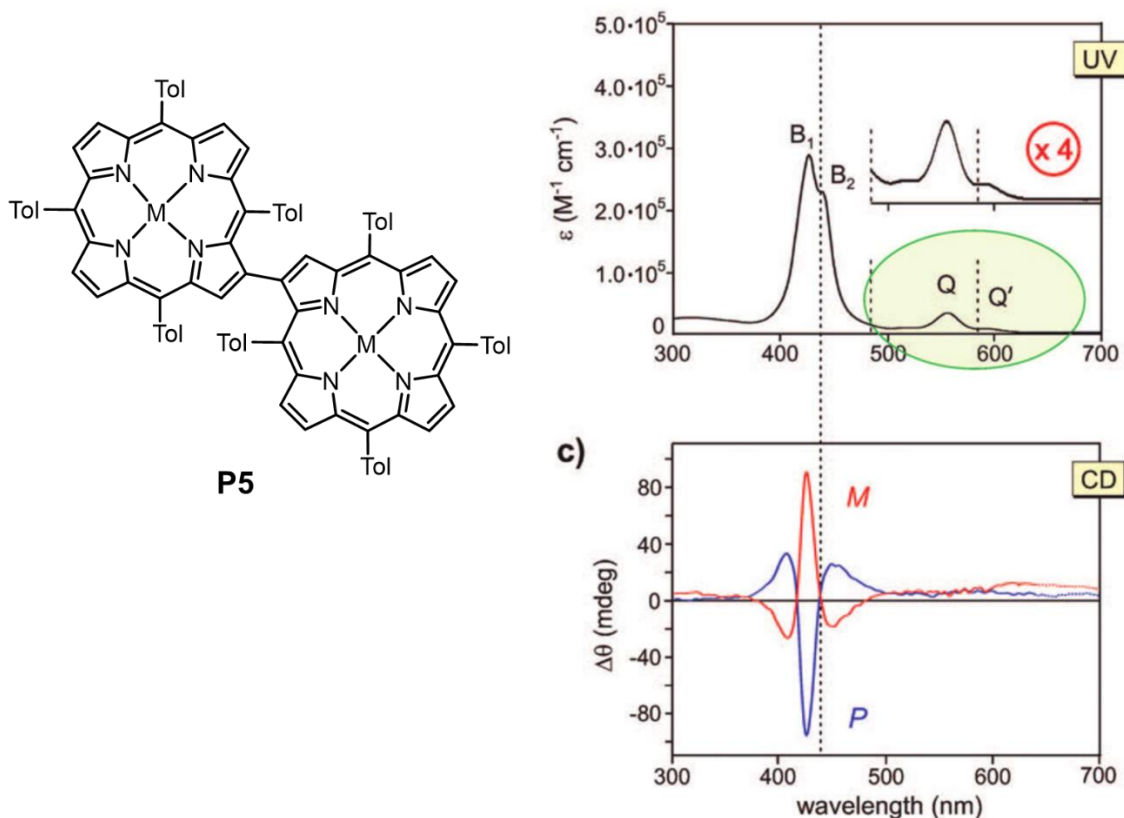 Tol
N
N
M
N
N
Tol
Tol
Tol
Tol
N
N
Tol
M
Tol
N
N
Tol
P5
UV
5.0·10⁵
4.0·10⁵
3.0·10⁵
2.0·10⁵
1.0·10⁵
0
ε (M⁻¹ cm⁻¹)
B₁
B₂
x 4
Q
Q'
300
400
500
600
700
c)
CD
80
40
0
-40
-80
Δθ (mdeg)
M
P
300
400
500
600
700
wavelength (nm)